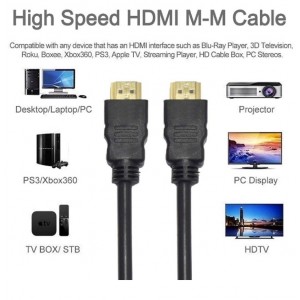 High Speed HDMI M-M Cable
Compatible with any device that has an HDMI interface such as Blu-Ray Player, 3D Television,
Roku, Boxee, Xbox360, PS3, Apple TV, Streaming Player, HD Cable Box, PC Stereos.
Desktop/Laptop/PC
Projector
PS3/Xbox360
PC Display
tv
TV BOX/ STB
HDTV